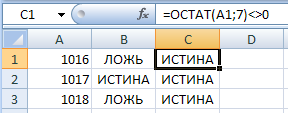 C1 fx =ОСТАТ(A1;7)<>0
A B C D
1 1016 ЛОЖЬ ИСТИНА
2 1017 ИСТИНА ИСТИНА
3 1018 ЛОЖЬ ИСТИНА